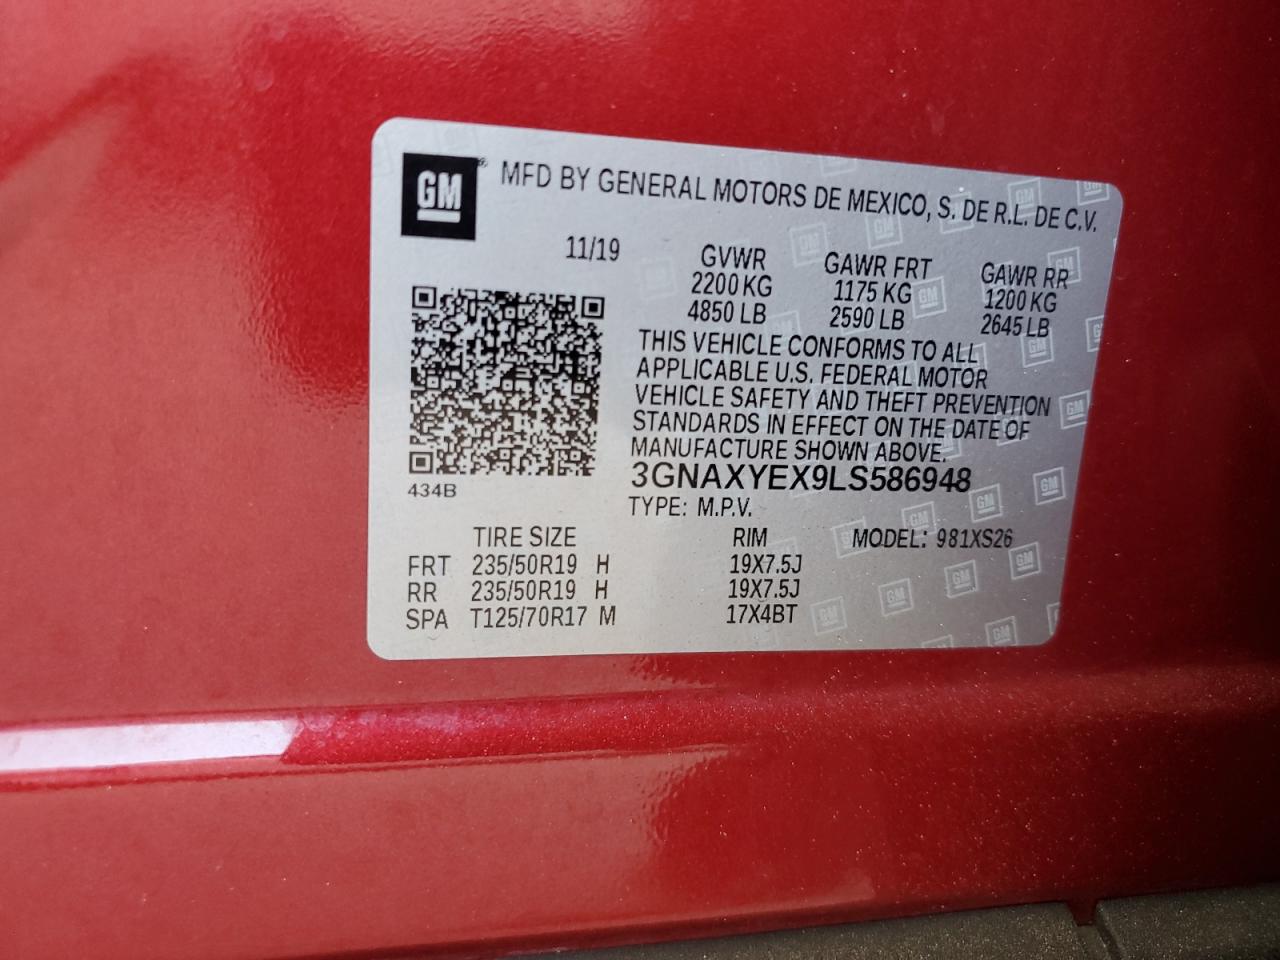 GM® MFD BY GENERAL MOTORS DE MEXICO, S. DE R.L. DE C.V.
11/19 GVWR GAWR FRT GAWR RR
2200 KG 1175 KG 1200 KG
4850 LB 2590 LB 2645 LB
THIS VEHICLE CONFORMS TO ALL
APPLICABLE U.S. FEDERAL MOTOR
VEHICLE SAFETY AND THEFT PREVENTION
STANDARDS IN EFFECT ON THE DATE OF
MANUFACTURE SHOWN ABOVE.
3GNAXYEX9LS586948
434B
TYPE: M.P.V.
TIRE SIZE RIM MODEL: 981XS26
FRT 235/50R19 H 19X7.5J
RR 235/50R19 H 19X7.5J
SPA T125/70R17 M 17X4BT